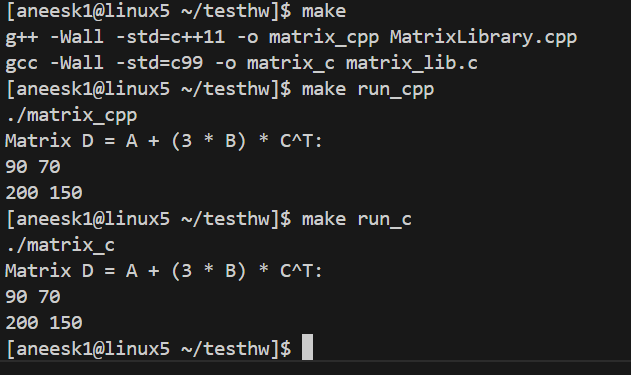 [aneesk1@linux5 ~/testhw]$ make
g++ -Wall -std=c++11 -o matrix_cpp MatrixLibrary.cpp
gcc -Wall -std=c99 -o matrix_c matrix_lib.c
[aneesk1@linux5 ~/testhw]$ make run_cpp
./matrix_cpp
Matrix D = A + (3 * B) * C^T:
90 70
200 150
[aneesk1@linux5 ~/testhw]$ make run_c
./matrix_c
Matrix D = A + (3 * B) * C^T:
90 70
200 150
[aneesk1@linux5 ~/testhw]$